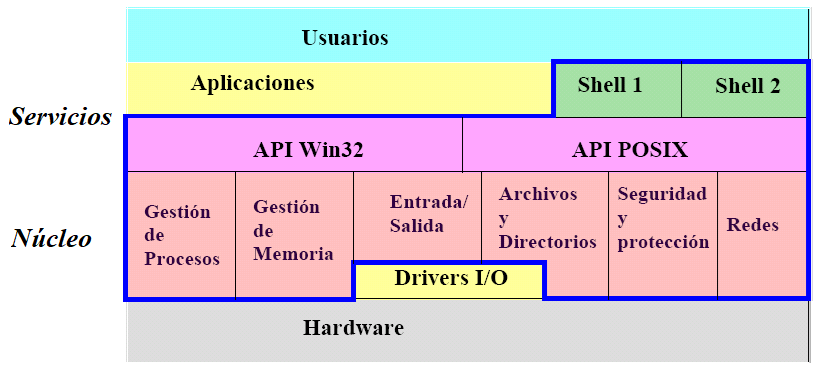 Usuarios
Aplicaciones
Shell 1
Shell 2
Servicios
API Win32
API POSIX
Núcleo
Gestión
de
Procesos
Gestión
de
Memoria
Entrada/
Salida
Archivos
y
Directorios
Seguridad
y
protección
Redes
Drivers I/O
Hardware